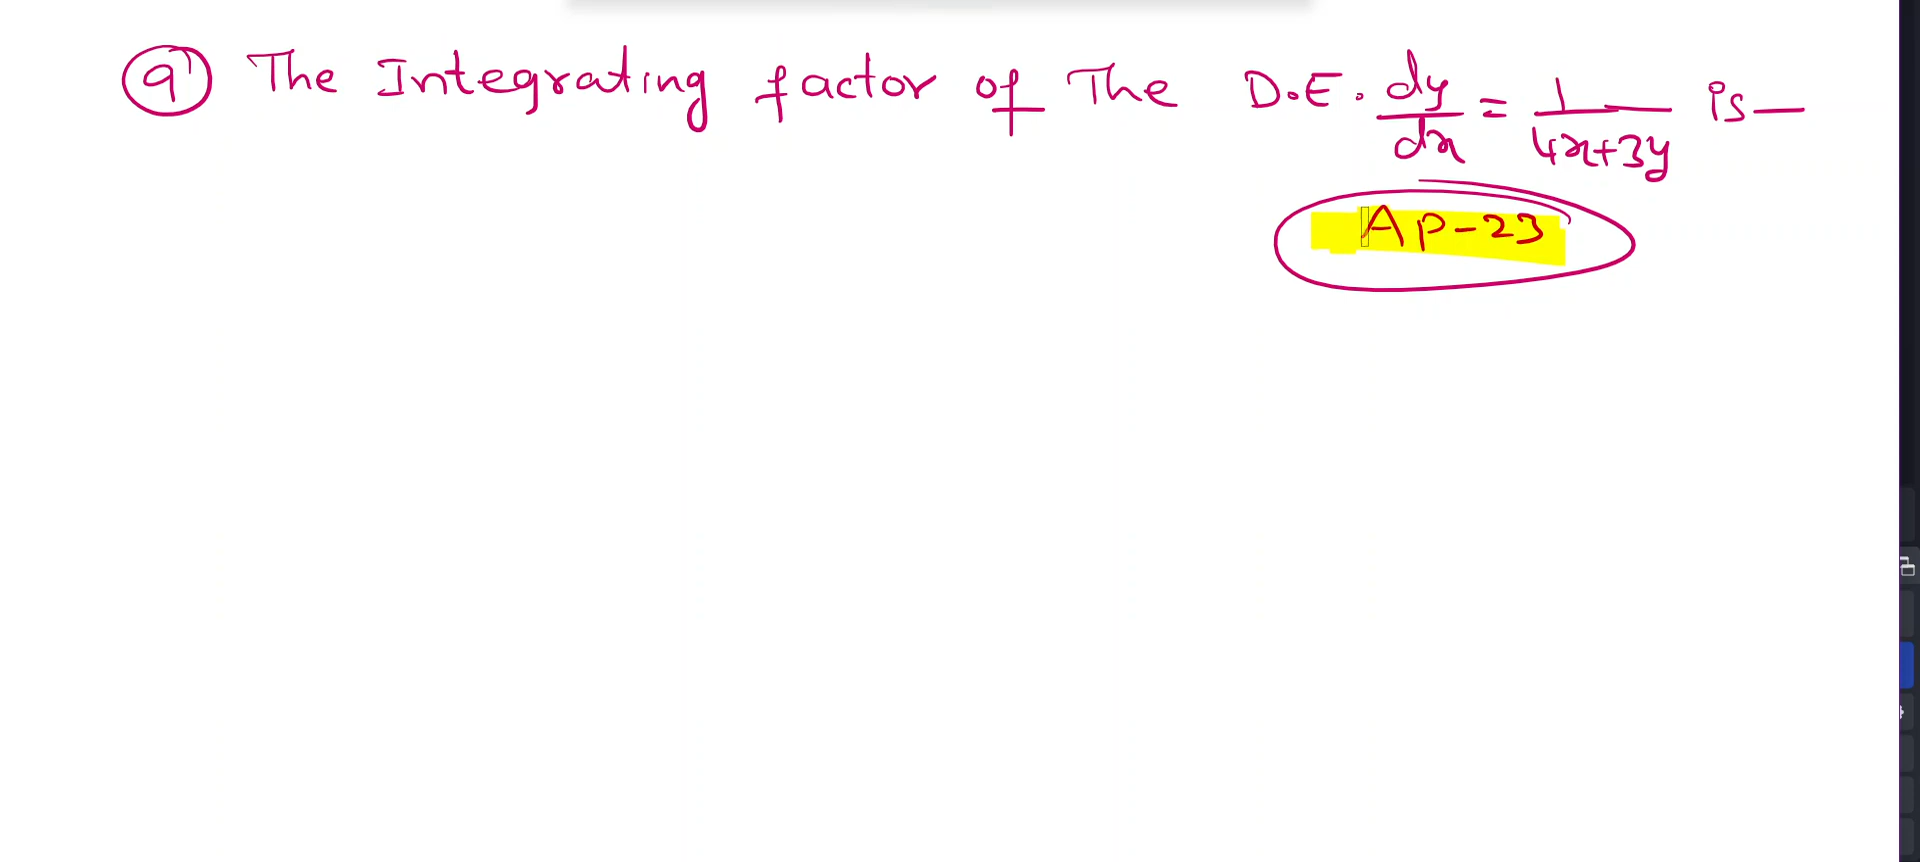 9) The Integrating factor of The D.E. dy/dx = 1/4x+3y is—
AP-23